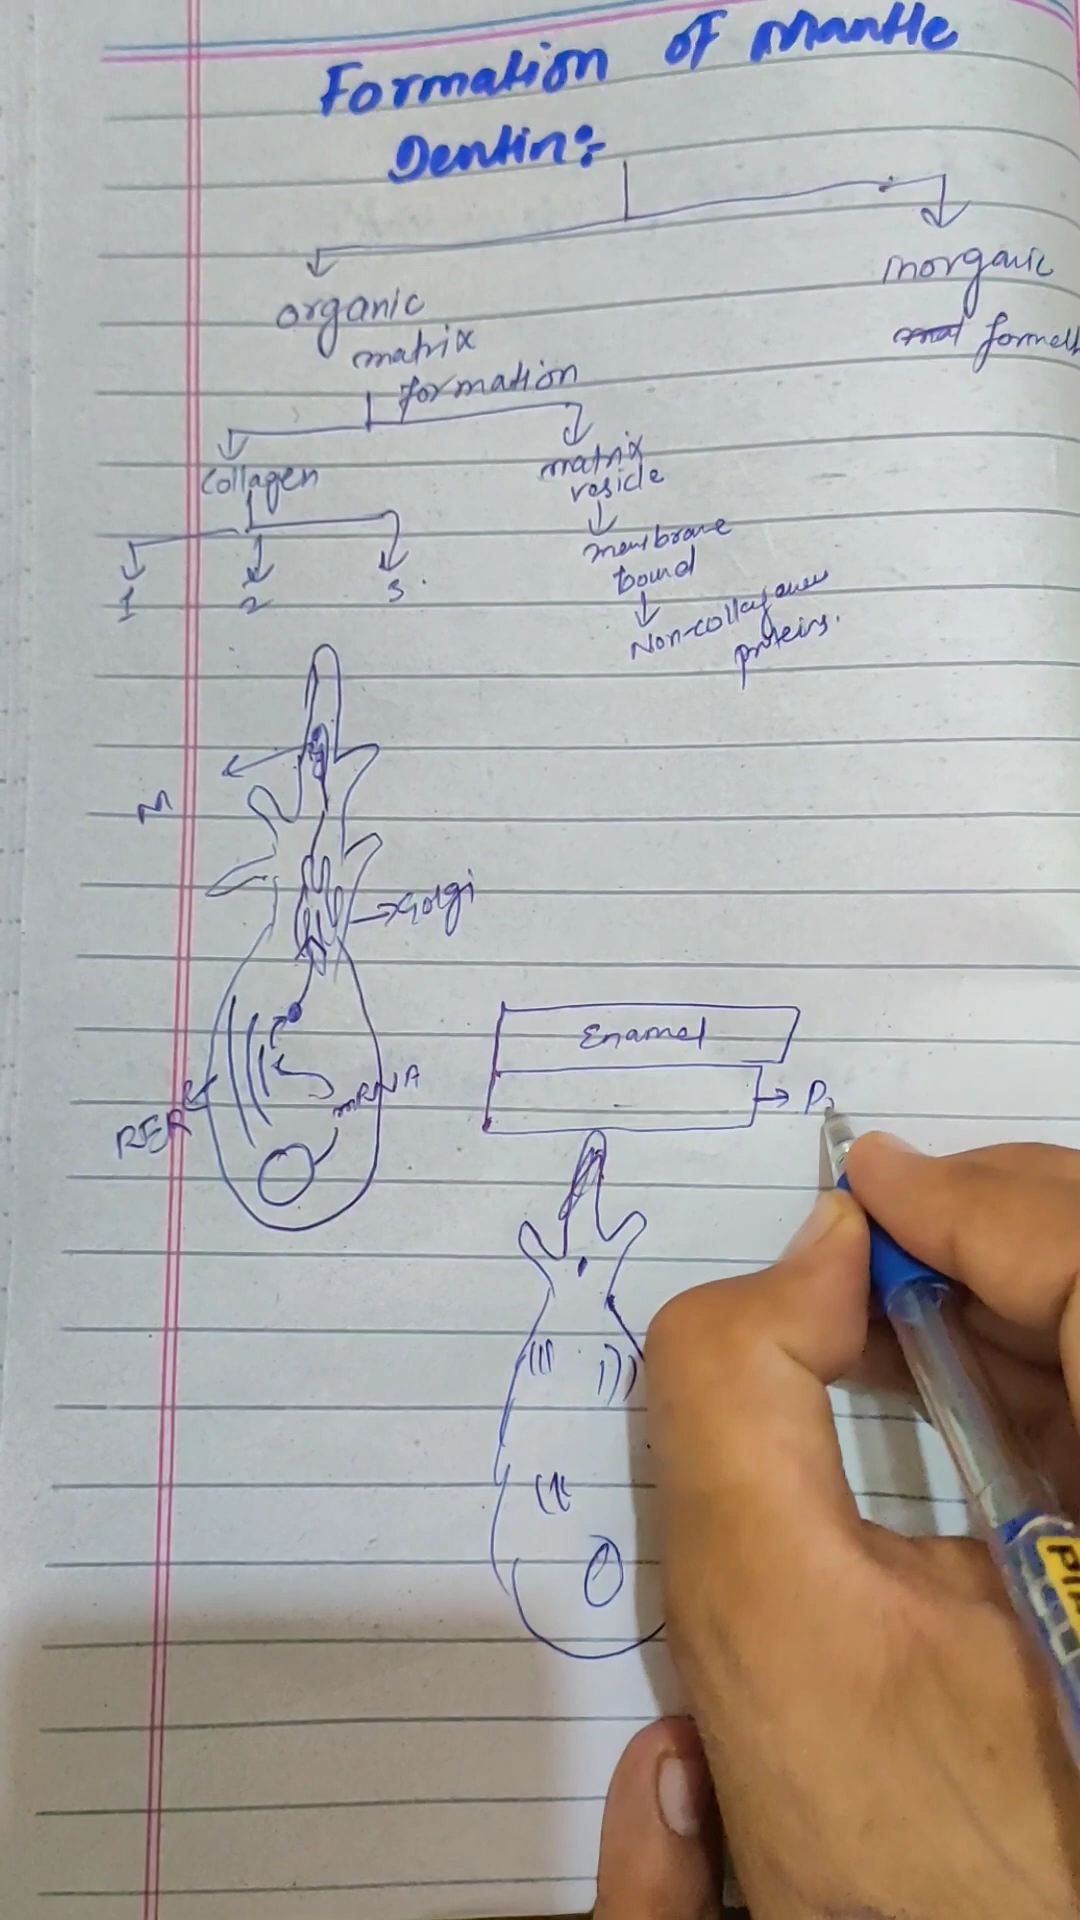 Formation of Mantle
Dentin:-
organic
matrix
formation
inorganic
formatn
collagen
matrix
vesicle
1
2
3
membrane
bound
Non-collagenous
proteins.
M
Golgi
RER
mRNA
Enamel
P